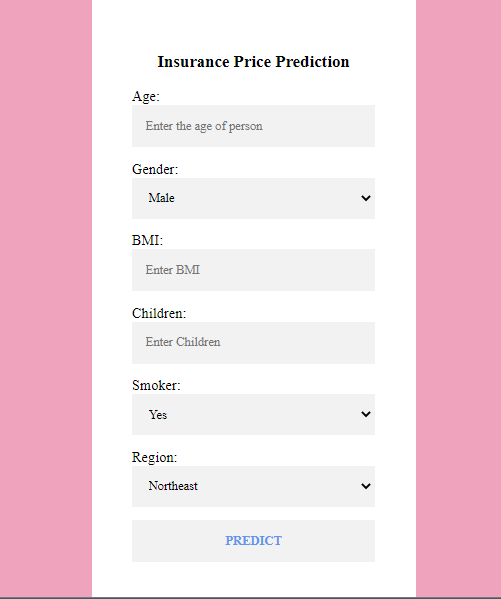 Insurance Price Prediction
Age:
Enter the age of person
Gender:
Male
BMI:
Enter BMI
Children:
Enter Children
Smoker:
Yes
Region:
Northeast
PREDICT